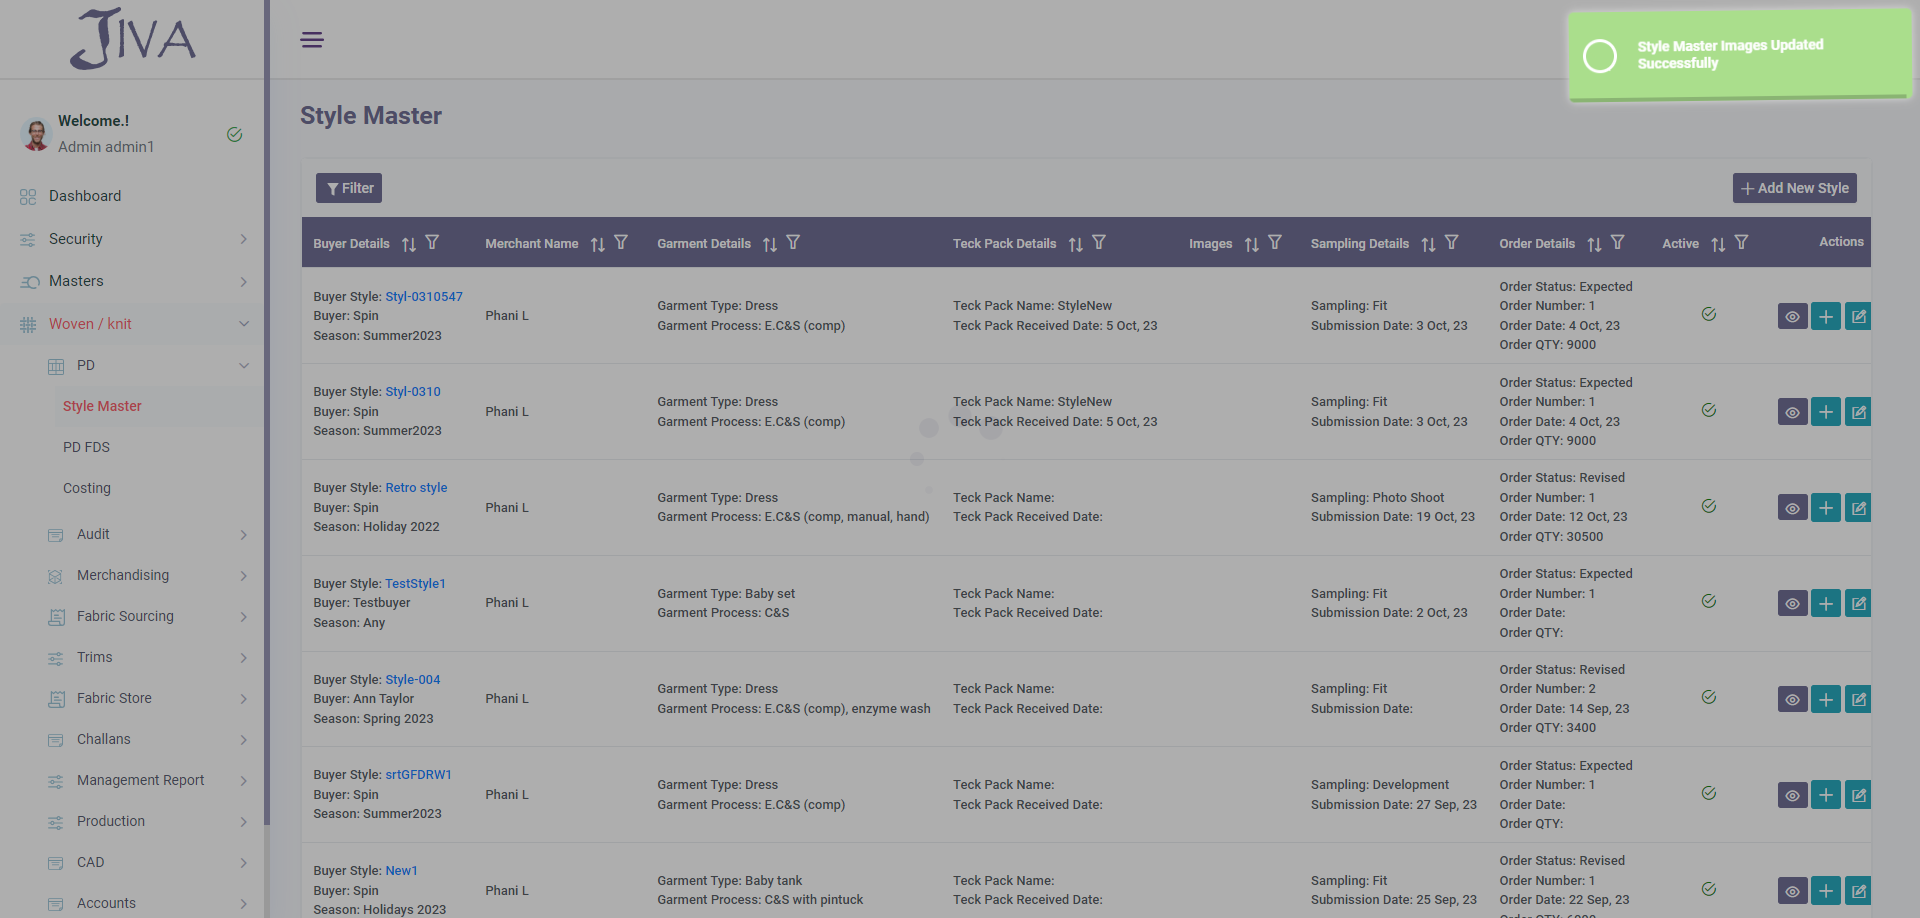 JIVA
Style Master Images Updated
Successfully
Welcome.!
Admin admin1
Dashboard
Security
Masters
Woven / knit
PD
Style Master
PD FDS
Costing
Audit
Merchandising
Fabric Sourcing
Trims
Fabric Store
Challans
Management Report
Production
CAD
Accounts
Style Master
Filter
Add New Style
Buyer Details Merchant Name Garment Details Teck Pack Details Images Sampling Details Order Details Active Actions
Buyer Style: Styl-0310547
Buyer: Spin
Season: Summer2023
Phani L
Garment Type: Dress
Garment Process: E.C&S (comp)
Teck Pack Name: StyleNew
Teck Pack Received Date: 5 Oct, 23
Sampling: Fit
Submission Date: 3 Oct, 23
Order Status: Expected
Order Number: 1
Order Date: 4 Oct, 23
Order QTY: 9000
Buyer Style: Styl-0310
Buyer: Spin
Season: Summer2023
Phani L
Garment Type: Dress
Garment Process: E.C&S (comp)
Teck Pack Name: StyleNew
Teck Pack Received Date: 5 Oct, 23
Sampling: Fit
Submission Date: 3 Oct, 23
Order Status: Expected
Order Number: 1
Order Date: 4 Oct, 23
Order QTY: 9000
Buyer Style: Retro style
Buyer: Spin
Season: Holiday 2022
Phani L
Garment Type: Dress
Garment Process: E.C&S (comp, manual, hand)
Teck Pack Name:
Teck Pack Received Date:
Sampling: Photo Shoot
Submission Date: 19 Oct, 23
Order Status: Revised
Order Number: 1
Order Date: 12 Oct, 23
Order QTY: 30500
Buyer Style: TestStyle1
Buyer: Testbuyer
Season: Any
Phani L
Garment Type: Baby set
Garment Process: C&S
Teck Pack Name:
Teck Pack Received Date:
Sampling: Fit
Submission Date: 2 Oct, 23
Order Status: Expected
Order Number: 1
Order Date:
Order QTY:
Buyer Style: Style-004
Buyer: Ann Taylor
Season: Spring 2023
Phani L
Garment Type: Dress
Garment Process: E.C&S (comp), enzyme wash
Teck Pack Name:
Teck Pack Received Date:
Sampling: Fit
Submission Date:
Order Status: Revised
Order Number: 2
Order Date: 14 Sep, 23
Order QTY: 3400
Buyer Style: srtGFDRW1
Buyer: Spin
Season: Summer2023
Phani L
Garment Type: Dress
Garment Process: E.C&S (comp)
Teck Pack Name:
Teck Pack Received Date:
Sampling: Development
Submission Date: 27 Sep, 23
Order Status: Expected
Order Number: 1
Order Date:
Order QTY:
Buyer Style: New1
Buyer: Spin
Season: Holidays 2023
Phani L
Garment Type: Baby tank
Garment Process: C&S with pintuck
Teck Pack Name:
Teck Pack Received Date:
Sampling: Fit
Submission Date: 25 Sep, 23
Order Status: Revised
Order Number: 1
Order Date: 22 Sep, 23